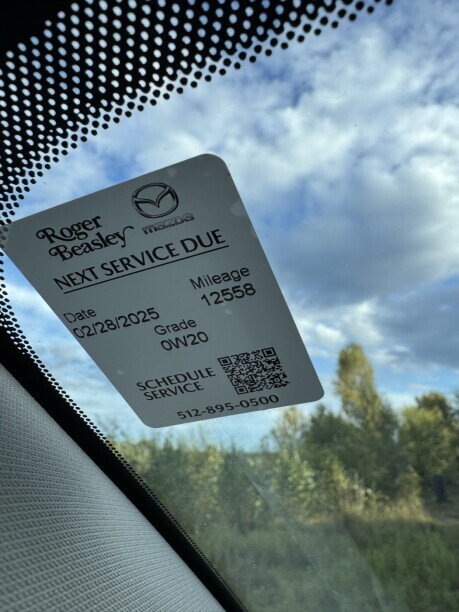 Roger
Beasley
mazda
NEXT SERVICE DUE
Date
02/28/2025
Mileage
12558
Grade
0W20
SCHEDULE
SERVICE
512-895-0500